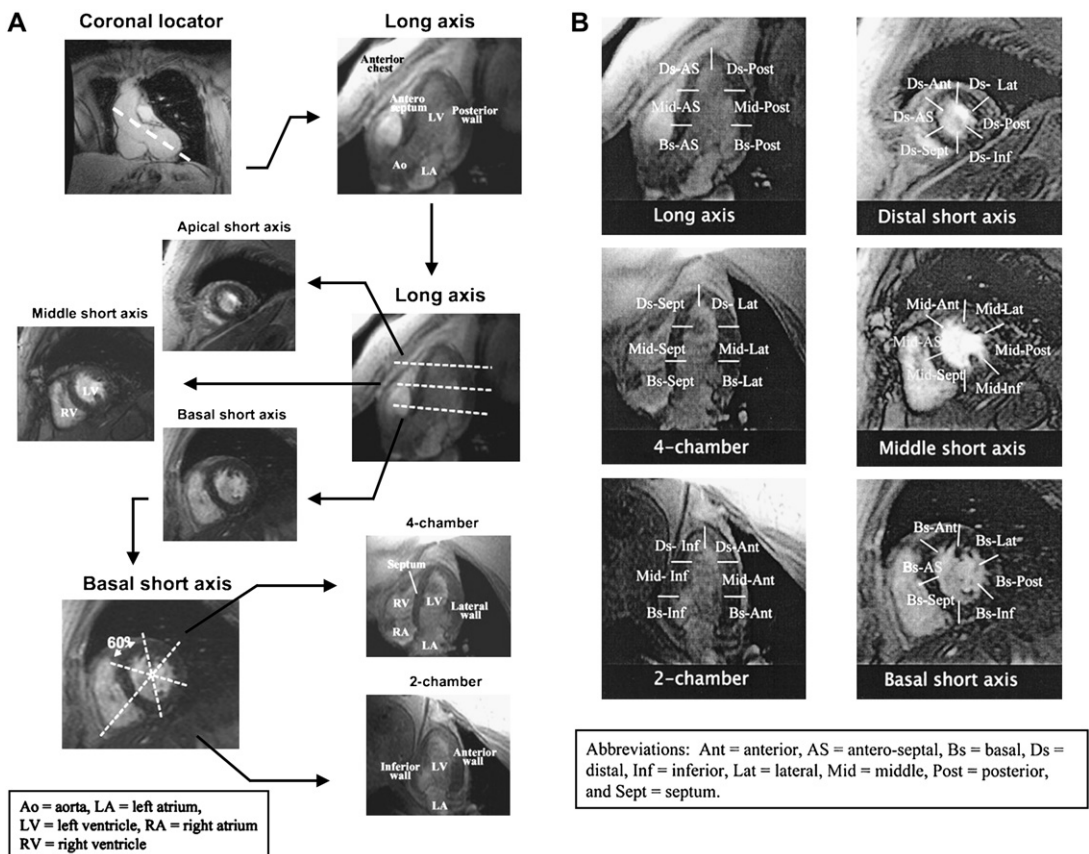 A
Coronal locator
Long axis
Anterior
chest
Antero
septum
LV
Posterior
wall
Ao
LA
Apical short axis
Long axis
Middle short axis
LV
RV
Basal short axis
4-chamber
Septum
RV
LV
Lateral
wall
RA
LA
Basal short axis
60%
2-chamber
Anterior
wall
Inferior
wall
LV
LA
Ao = aorta, LA = left atrium,
LV = left ventricle, RA = right atrium
RV = right ventricle
B
Ds-AS Ds-Post
Mid-AS Mid-Post
Bs-AS Bs-Post
Long axis
Ds-Ant Ds- Lat
Ds-AS Ds-Post
Ds-Sept Ds- Inf
Distal short axis
Ds-Sept Ds- Lat
Mid-Sept Mid-Lat
Bs-Sept Bs-Lat
4-chamber
Mid-Ant Mid-Lat
Mid-AS Mid-Post
Mid-Sept Mid-Inf
Middle short axis
Ds- Inf Ds-Ant
Mid- Inf Mid-Ant
Bs-Inf Bs-Ant
2-chamber
Bs-Ant Bs-Lat
Bs-AS Bs-Post
Bs-Sept Bs-Inf
Basal short axis
Abbreviations: Ant = anterior, AS = antero-septal, Bs = basal, Ds =
distal, Inf = inferior, Lat = lateral, Mid = middle, Post = posterior,
and Sept = septum.